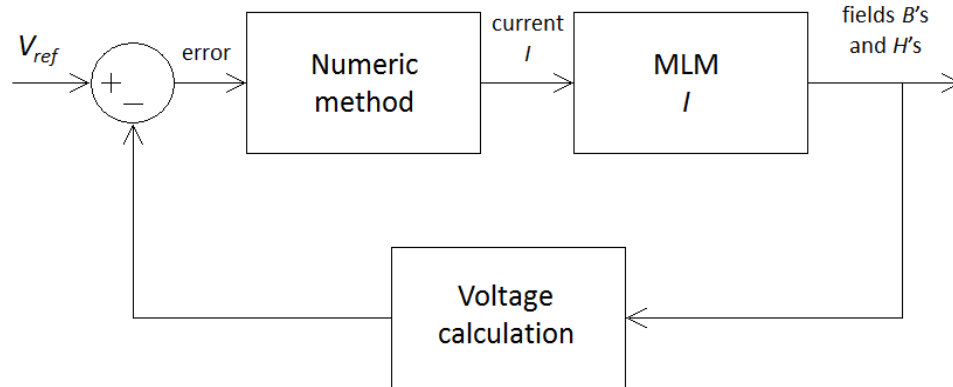 V_ref
+
−
error
Numeric
method
current
I
MLM
I
fields B's
and H's
Voltage
calculation